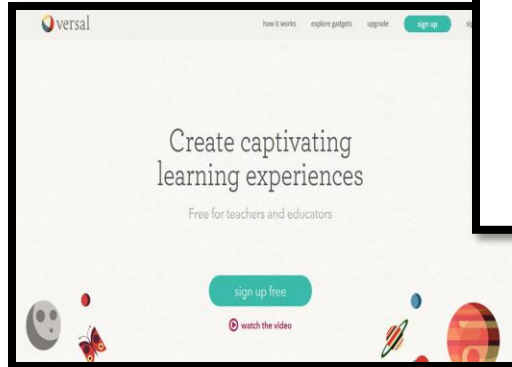 versal
how it works explore gadgets upgrade sign up
Create captivating
learning experiences
Free for teachers and educators
sign up free
watch the video